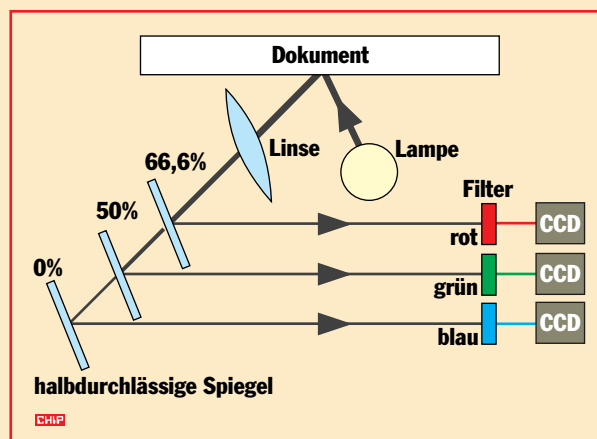 Dokument
Linse
Lampe
66,6%
50%
0%
Filter
rot
CCD
grün
CCD
blau
CCD
halbdurchlässige Spiegel
CHIP